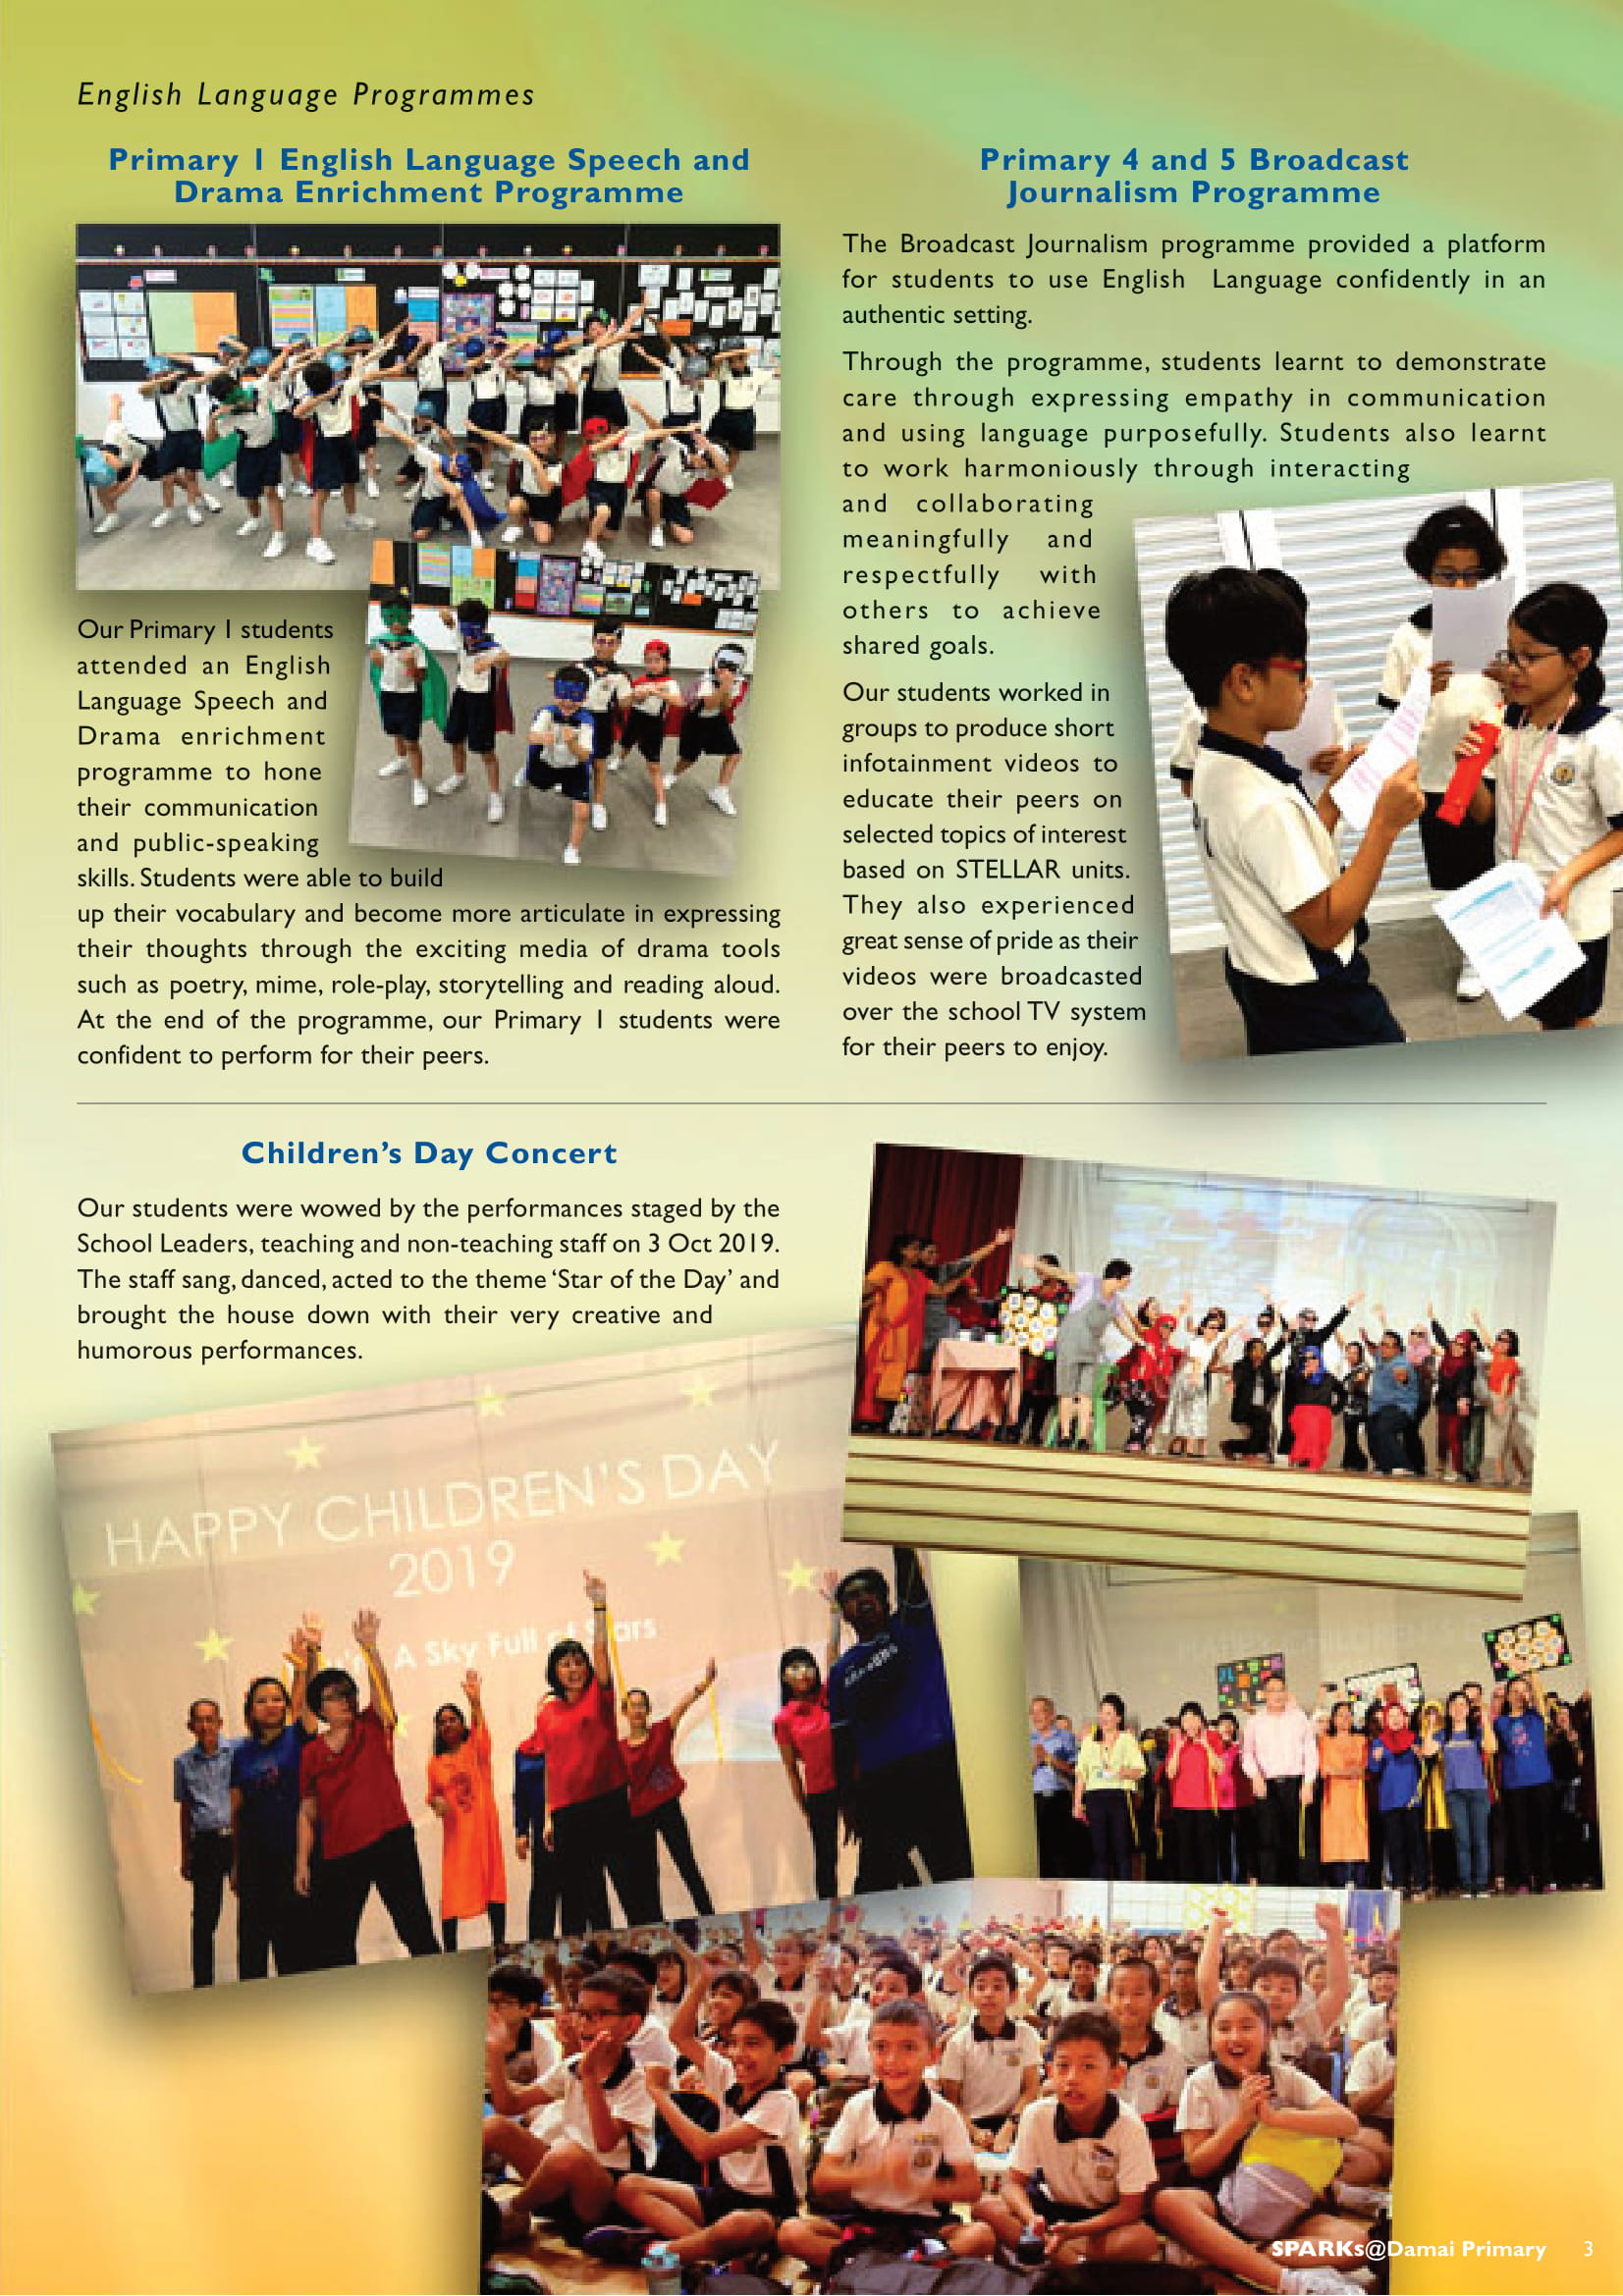 English Language Programmes
Primary 1 English Language Speech and
Drama Enrichment Programme
Our Primary 1 students
attended an English
Language Speech and
Drama enrichment
programme to hone
their communication
and public-speaking
skills. Students were able to build
up their vocabulary and become more articulate in expressing
their thoughts through the exciting media of drama tools
such as poetry, mime, role-play, storytelling and reading aloud.
At the end of the programme, our Primary 1 students were
confident to perform for their peers.
Primary 4 and 5 Broadcast
Journalism Programme
The Broadcast Journalism programme provided a platform
for students to use English Language confidently in an
authentic setting.
Through the programme, students learnt to demonstrate
care through expressing empathy in communication
and using language purposefully. Students also learnt
to work harmoniously through interacting
and collaborating
meaningfully and
respectfully with
others to achieve
shared goals.
Our students worked in
groups to produce short
infotainment videos to
educate their peers on
selected topics of interest
based on STELLAR units.
They also experienced
great sense of pride as their
videos were broadcasted
over the school TV system
for their peers to enjoy.
Children's Day Concert
Our students were wowed by the performances staged by the
School Leaders, teaching and non-teaching staff on 3 Oct 2019.
The staff sang, danced, acted to the theme 'Star of the Day' and
brought the house down with their very creative and
humorous performances.
HAPPY CHILDREN'S DAY
2019
A Sky Full
SPARKs@Damai Primary 3